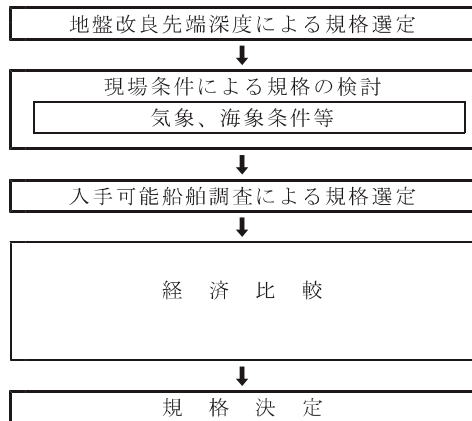 地盤改良先端深度による規格選定
現場条件による規格の検討
気象、海象条件等
入手可能船舶調査による規格選定
経済比較
規格決定